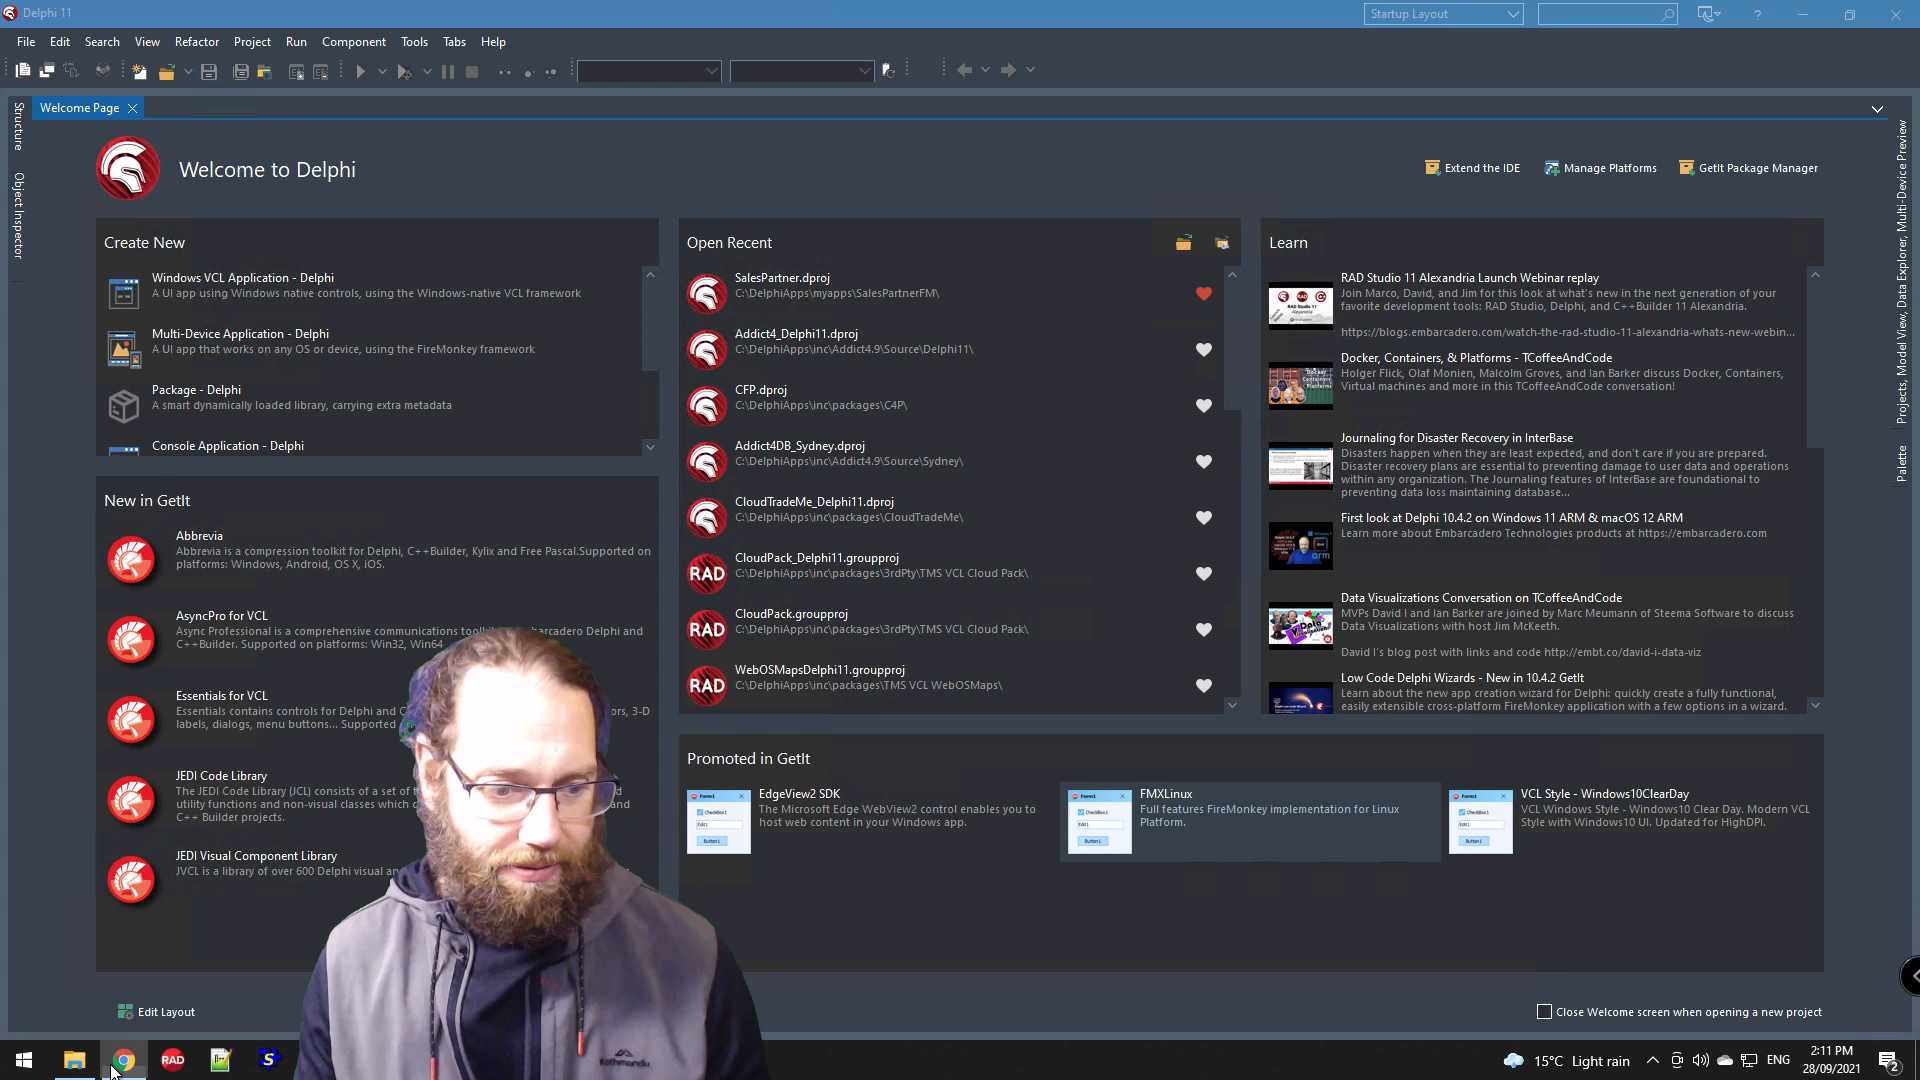 Delphi 11
Startup Layout
File Edit Search View Refactor Project Run Component Tools Tabs Help
Structure
Object Inspector
Welcome Page
Projects, Model View, Data Explorer, Multi-Device Preview
Palette
Welcome to Delphi
Extend the IDE
Manage Platforms
GetIt Package Manager
Create New
Windows VCL Application - Delphi
A UI app using Windows native controls, using the Windows-native VCL framework
Multi-Device Application - Delphi
A UI app that works on any OS or device, using the FireMonkey framework
Package - Delphi
A smart dynamically loaded library, carrying extra metadata
Console Application - Delphi
New in GetIt
Abbrevia
Abbrevia is a compression toolkit for Delphi, C++Builder, Kylix and Free Pascal.Supported on
platforms: Windows, Android, OS X, iOS.
AsyncPro for VCL
Async Professional is a comprehensive communications barcadero Delphi and
C++Builder. Supported on platforms: Win32, Win64
Essentials for VCL
Essentials contains controls for Delphi and ors, 3-D
labels, dialogs, menu buttons... Supported
JEDI Code Library
The JEDI Code Library (JCL) consists of a set of
utility functions and non-visual classes which and
C++ Builder projects.
JEDI Visual Component Library
JVCL is a library of over 600 Delphi visual
Open Recent
SalesPartner.dproj
C:\DelphiApps\myapps\SalesPartnerFM\
Addict4_Delphi11.dproj
C:\DelphiApps\inc\Addict4.9\Source\Delphi11\
CFP.dproj
C:\DelphiApps\inc\packages\C4P\
Addict4DB_Sydney.dproj
C:\DelphiApps\inc\Addict4.9\Source\Sydney\
CloudTradeMe_Delphi11.dproj
C:\DelphiApps\inc\packages\CloudTradeMe\
RAD
CloudPack_Delphi11.groupproj
C:\DelphiApps\inc\packages\3rdPty\TMS VCL Cloud Pack\
RAD
CloudPack.groupproj
C:\DelphiApps\inc\packages\3rdPty\TMS VCL Cloud Pack\
RAD
WebOSMapsDelphi11.groupproj
C:\DelphiApps\inc\packages\TMS VCL WebOSMaps\
Learn
RAD Studio 11 Alexandria Launch Webinar replay
Join Marco, David, and Jim for this look at what's new in the next generation of your
favorite development tools: RAD Studio, Delphi, and C++Builder 11 Alexandria.
https://blogs.embarcadero.com/watch-the-rad-studio-11-alexandria-whats-new-webin...
Docker, Containers, & Platforms - TCoffeeAndCode
Holger Flick, Olaf Monien, Malcolm Groves, and Ian Barker discuss Docker, Containers,
Virtual machines and more in this TCoffeeAndCode conversation!
Journaling for Disaster Recovery in InterBase
Disasters happen when they are least expected, and don't care if you are prepared.
Disaster recovery plans are essential to preventing damage to user data and operations
within any organization. The Journaling features of InterBase are foundational to
preventing data loss maintaining database...
First look at Delphi 10.4.2 on Windows 11 ARM & macOS 12 ARM
Learn more about Embarcadero Technologies products at https://embarcadero.com
Data Visualizations Conversation on TCoffeeAndCode
MVPs David I and Ian Barker are joined by Marc Meumann of Steema Software to discuss
Data Visualizations with host Jim McKeeth.
David I's blog post with links and code http://embt.co/david-i-data-viz
Low Code Delphi Wizards - New in 10.4.2 GetIt
Learn about the new app creation wizard for Delphi: quickly create a fully functional,
easily extensible cross-platform FireMonkey application with a few options in a wizard.
Promoted in GetIt
EdgeView2 SDK
The Microsoft Edge WebView2 control enables you to
host web content in your Windows app.
FMXLinux
Full features FireMonkey implementation for Linux
Platform.
VCL Style - Windows10ClearDay
VCL Windows Style - Windows10 Clear Day. Modern VCL
Style with Windows10 UI. Updated for HighDPI.
Edit Layout
Close Welcome screen when opening a new project
Kathmandu
RAD
15°C Light rain
ENG
2:11 PM
28/09/2021
2